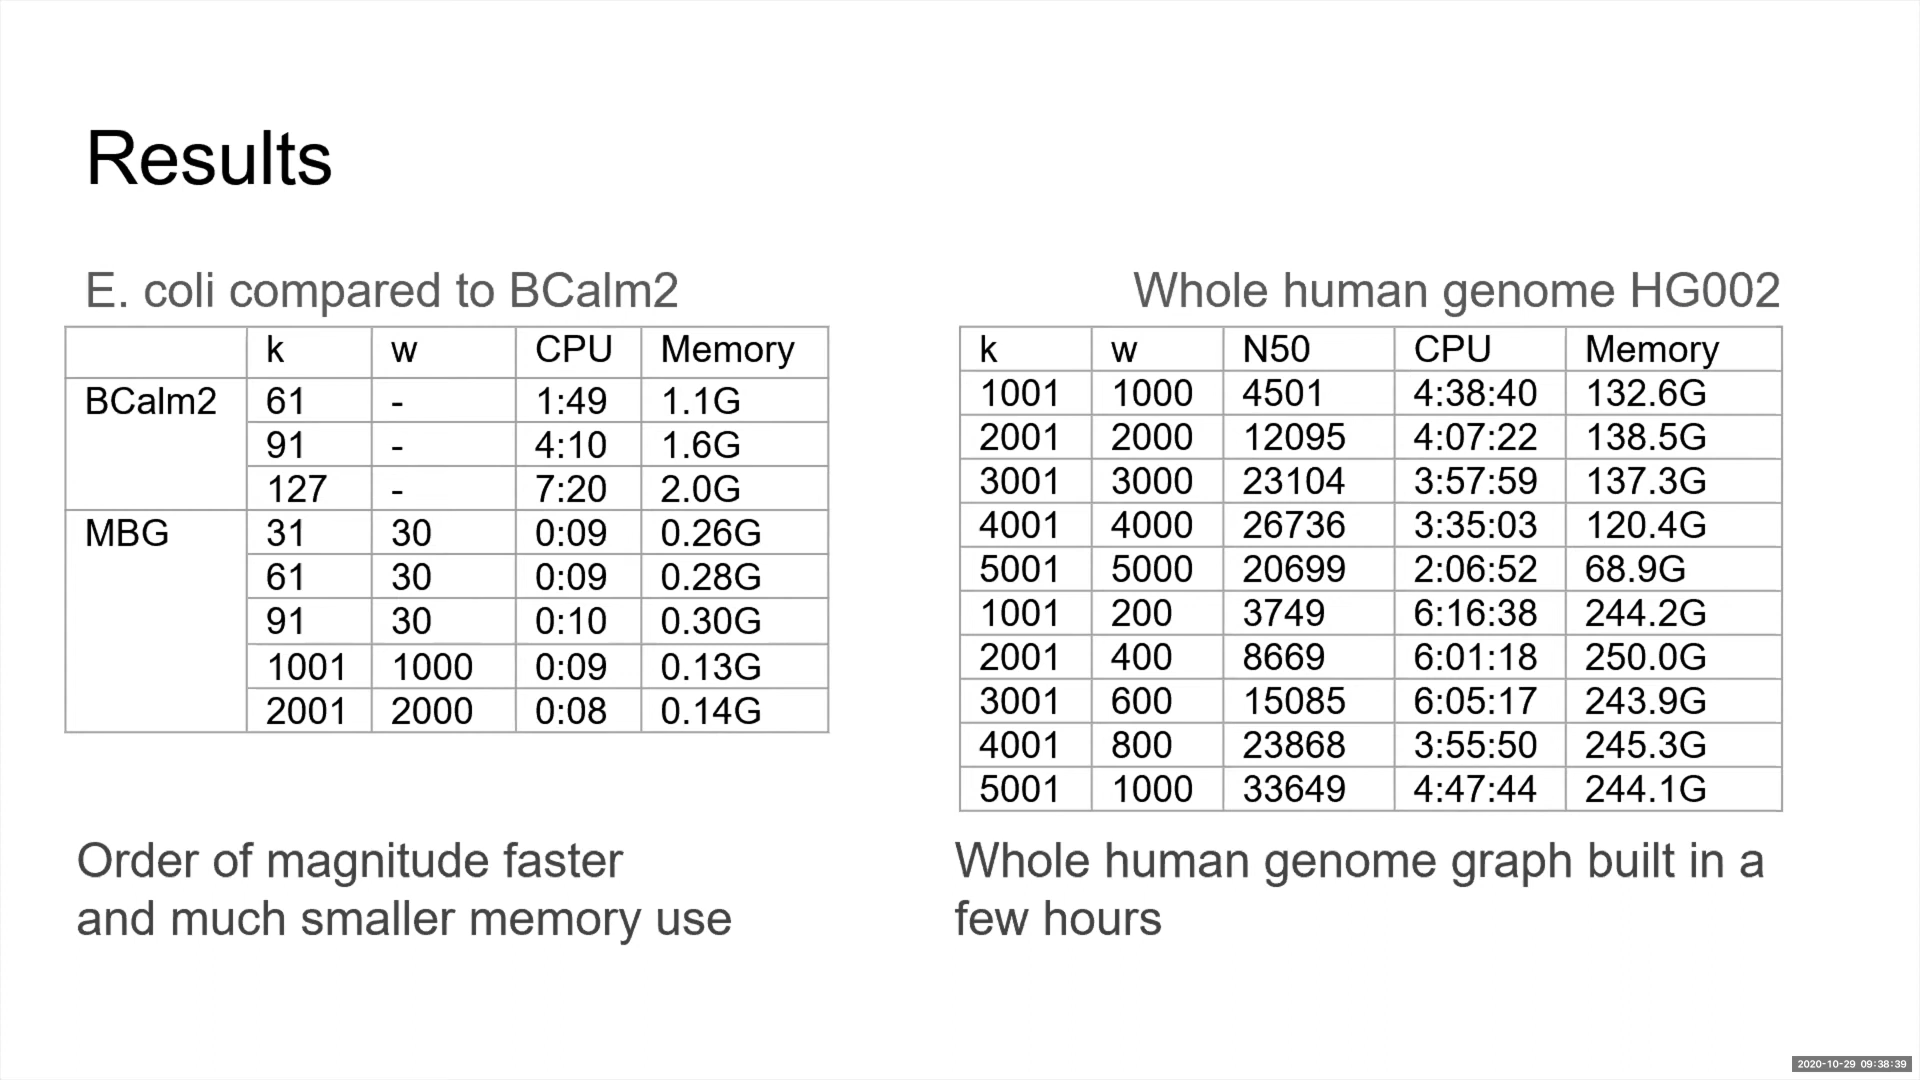 Results
E. coli compared to BCalm2
k w CPU Memory
BCalm2 61 - 1:49 1.1G
91 - 4:10 1.6G
127 - 7:20 2.0G
MBG 31 30 0:09 0.26G
61 30 0:09 0.28G
91 30 0:10 0.30G
1001 1000 0:09 0.13G
2001 2000 0:08 0.14G
Order of magnitude faster
and much smaller memory use
Whole human genome HG002
k w N50 CPU Memory
1001 1000 4501 4:38:40 132.6G
2001 2000 12095 4:07:22 138.5G
3001 3000 23104 3:57:59 137.3G
4001 4000 26736 3:35:03 120.4G
5001 5000 20699 2:06:52 68.9G
1001 200 3749 6:16:38 244.2G
2001 400 8669 6:01:18 250.0G
3001 600 15085 6:05:17 243.9G
4001 800 23868 3:55:50 245.3G
5001 1000 33649 4:47:44 244.1G
Whole human genome graph built in a
few hours
2020-10-29 09:38:39